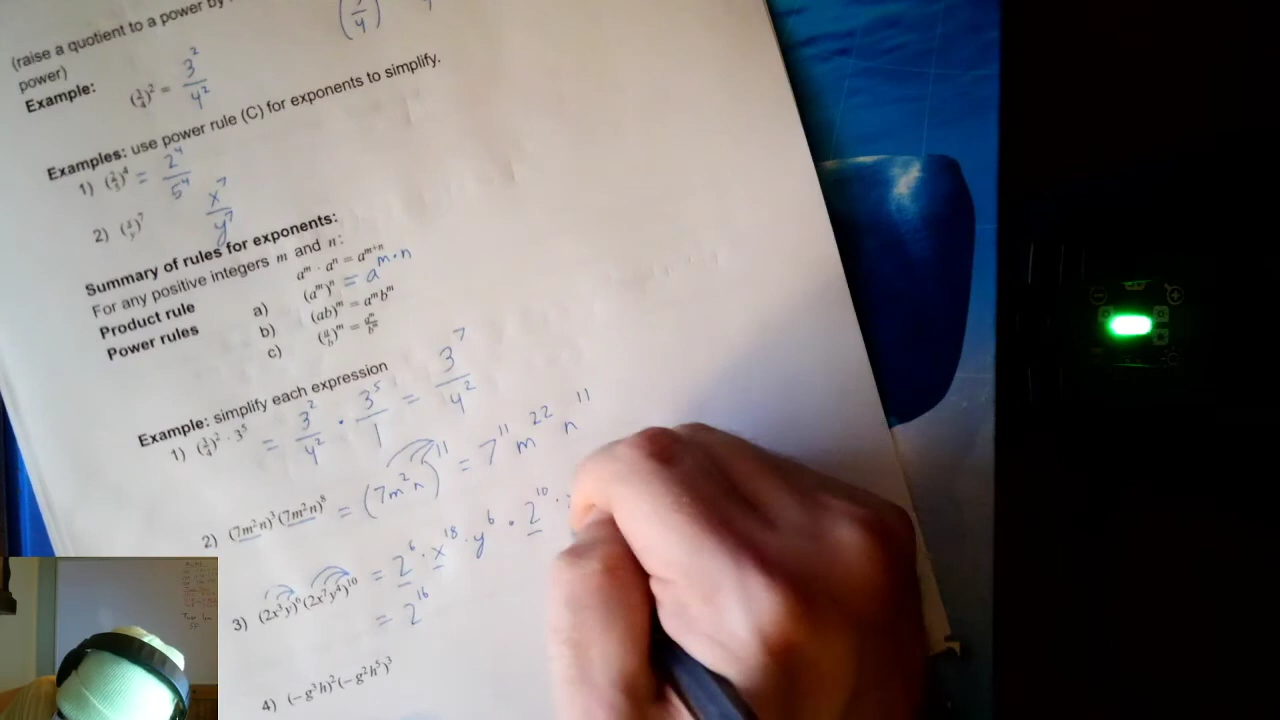 (raise a quotient to a power by
power)
Example: (3/4)² = 3²/4²
Examples: use power rule (C) for exponents to simplify.
1) (2/5)⁴ = 2⁴/5⁴
2) (x/y)⁷ x⁷/y⁷
Summary of rules for exponents:
For any positive integers m and n:
Product rule aᵐ · aⁿ = aᵐ⁺ⁿ
Power rules a) (aᵐ)ⁿ = a^(m·n)
b) (ab)ᵐ = aᵐbᵐ
c) (a/b)ᵐ = aᵐ/bᵐ
Example: simplify each expression
1) (3/4)² · 3⁵ = 3²/4² · 3⁵/1 = 3⁷/4²
2) (7m²n)³(7m²n)⁸ = (7m²n)¹¹ = 7¹¹ m²² n¹¹
3) (2x³y)⁶(2x⁷y⁴)¹⁰ = 2⁶ · x¹⁸ · y⁶ · 2¹⁰ ·
= 2¹⁶
4) (−g³h)²(−g²h⁵)³